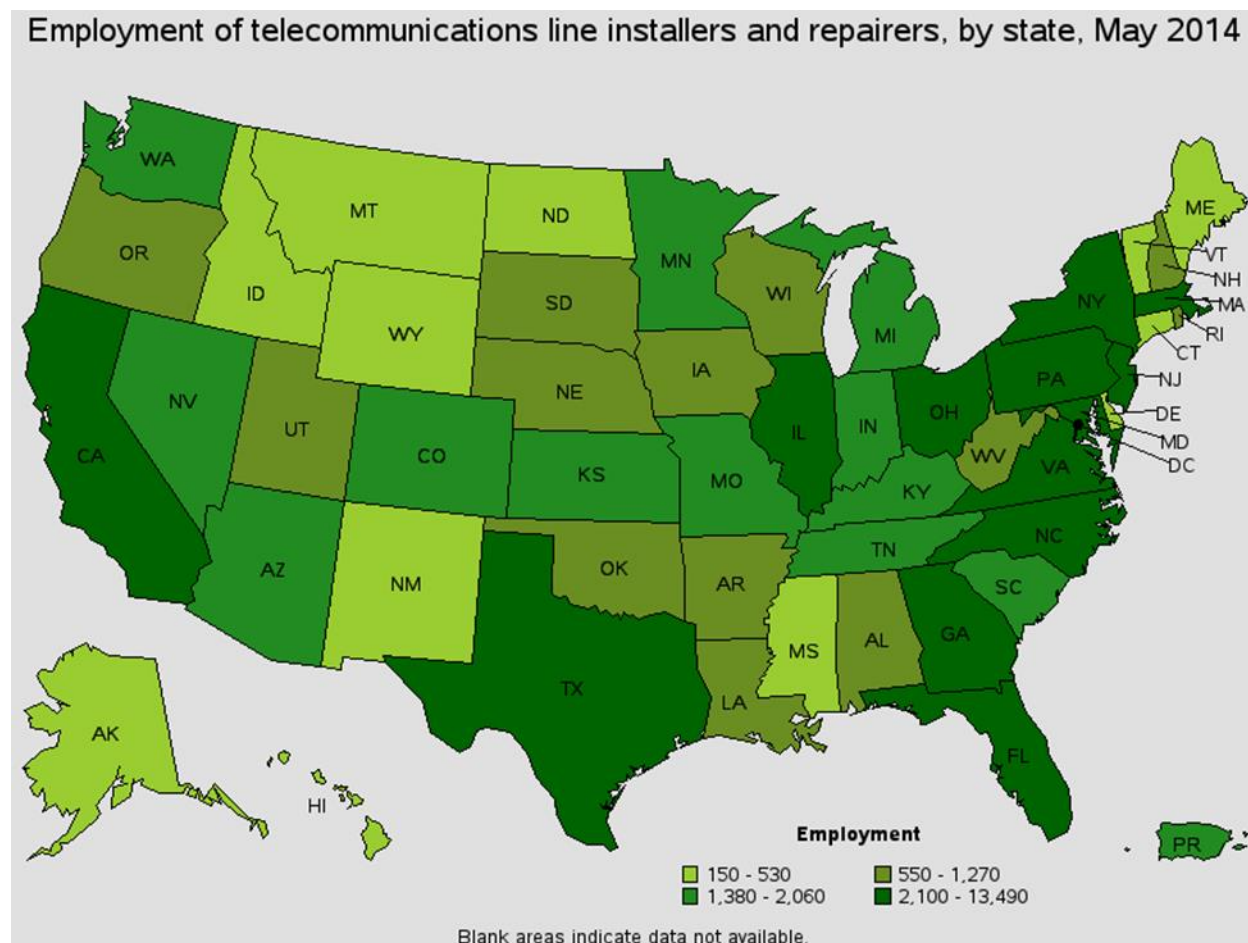 Employment of telecommunications line installers and repairers, by state, May 2014
WA
MT
ND
ME
OR
MN
VT
ID
WI
NH
SD
NY
MA
WY
MI
RI
CT
IA
PA
NJ
NE
NV
OH
DE
UT
IL
IN
MD
CA
CO
WV
VA
DC
KS
MO
KY
NC
AZ
TN
NM
OK
AR
SC
GA
AL
MS
TX
LA
AK
FL
HI
PR
Employment
150 - 530
550 - 1,270
1,380 - 2,060
2,100 - 13,490
Blank areas indicate data not available.